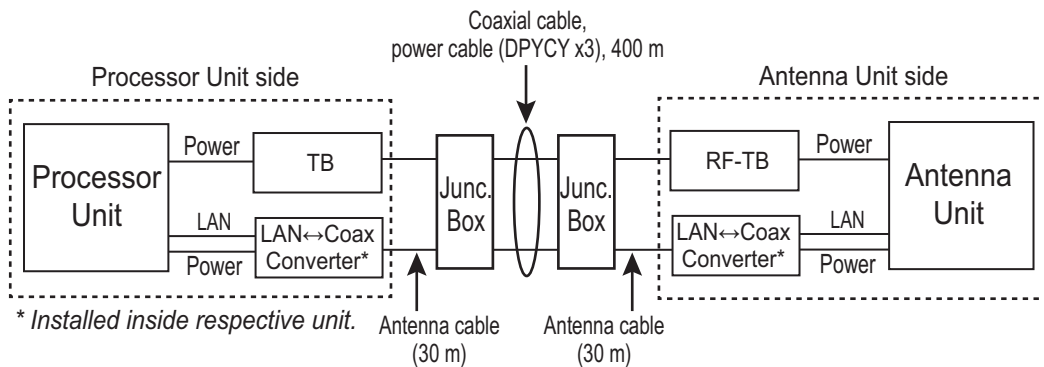 Coaxial cable,
power cable (DPYCY x3), 400 m
Processor Unit side
Antenna Unit side
Processor
Unit
Power
TB
LAN
Power
LAN↔Coax
Converter*
Junc.
Box
Junc.
Box
RF-TB
Power
LAN↔Coax
Converter*
LAN
Power
Antenna
Unit
* Installed inside respective unit.
Antenna cable
(30 m)
Antenna cable
(30 m)